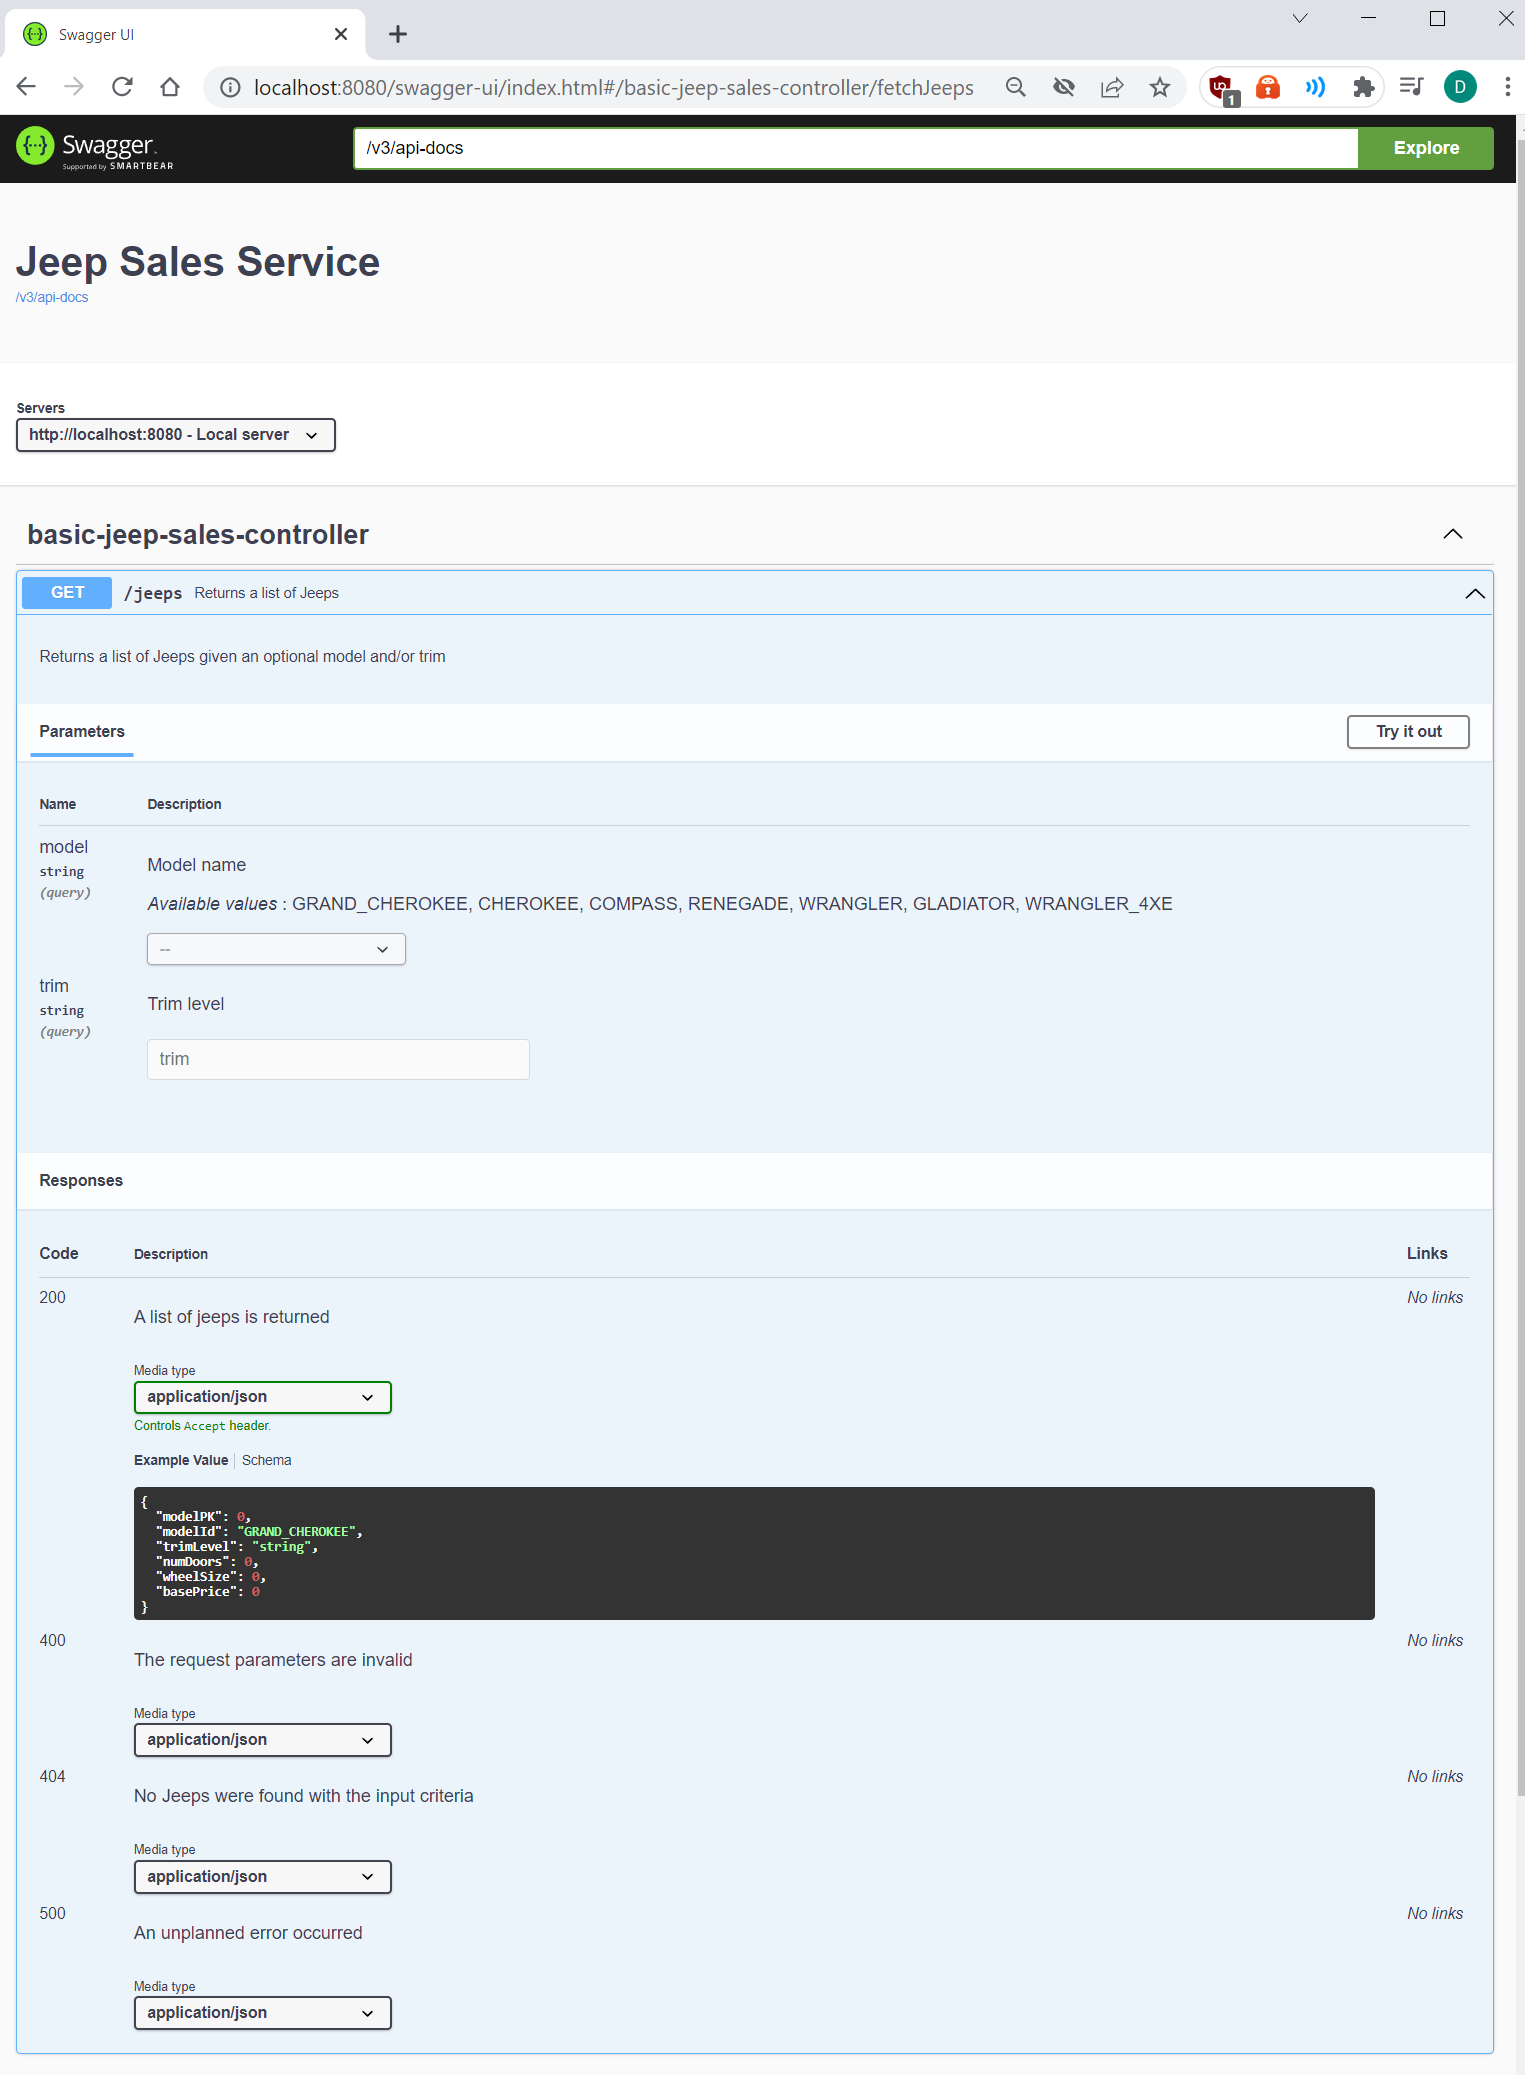 Swagger UI
localhost:8080/swagger-ui/index.html#/basic-jeep-sales-controller/fetchJeeps
1
D
Swagger.
Supported by SMARTBEAR
/v3/api-docs
Explore
Jeep Sales Service
/v3/api-docs
Servers
http://localhost:8080 - Local server
basic-jeep-sales-controller
GET /jeeps Returns a list of Jeeps
Returns a list of Jeeps given an optional model and/or trim
Parameters
Try it out
Name Description
model
string
(query)
Model name
Available values : GRAND_CHEROKEE, CHEROKEE, COMPASS, RENEGADE, WRANGLER, GLADIATOR, WRANGLER_4XE
--
trim
string
(query)
Trim level
trim
Responses
Code Description Links
200
A list of jeeps is returned
No links
Media type
application/json
Controls Accept header.
Example Value Schema
{
"modelPK": 0,
"modelId": "GRAND_CHEROKEE",
"trimLevel": "string",
"numDoors": 0,
"wheelSize": 0,
"basePrice": 0
}
400
The request parameters are invalid
No links
Media type
application/json
404
No Jeeps were found with the input criteria
No links
Media type
application/json
500
An unplanned error occurred
No links
Media type
application/json